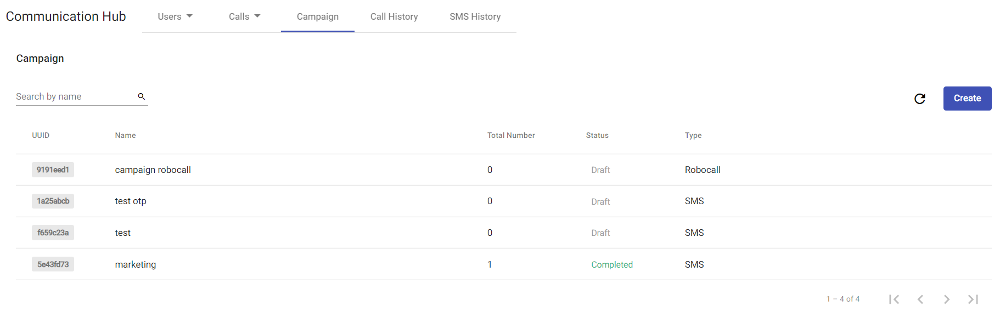 Communication Hub Users Calls Campaign Call History SMS History
Campaign
Search by name Create
UUID Name Total Number Status Type
9191eed1 campaign robocall 0 Draft Robocall
1a25abcb test otp 0 Draft SMS
f659c23a test 0 Draft SMS
5e43fd73 marketing 1 Completed SMS
1 – 4 of 4